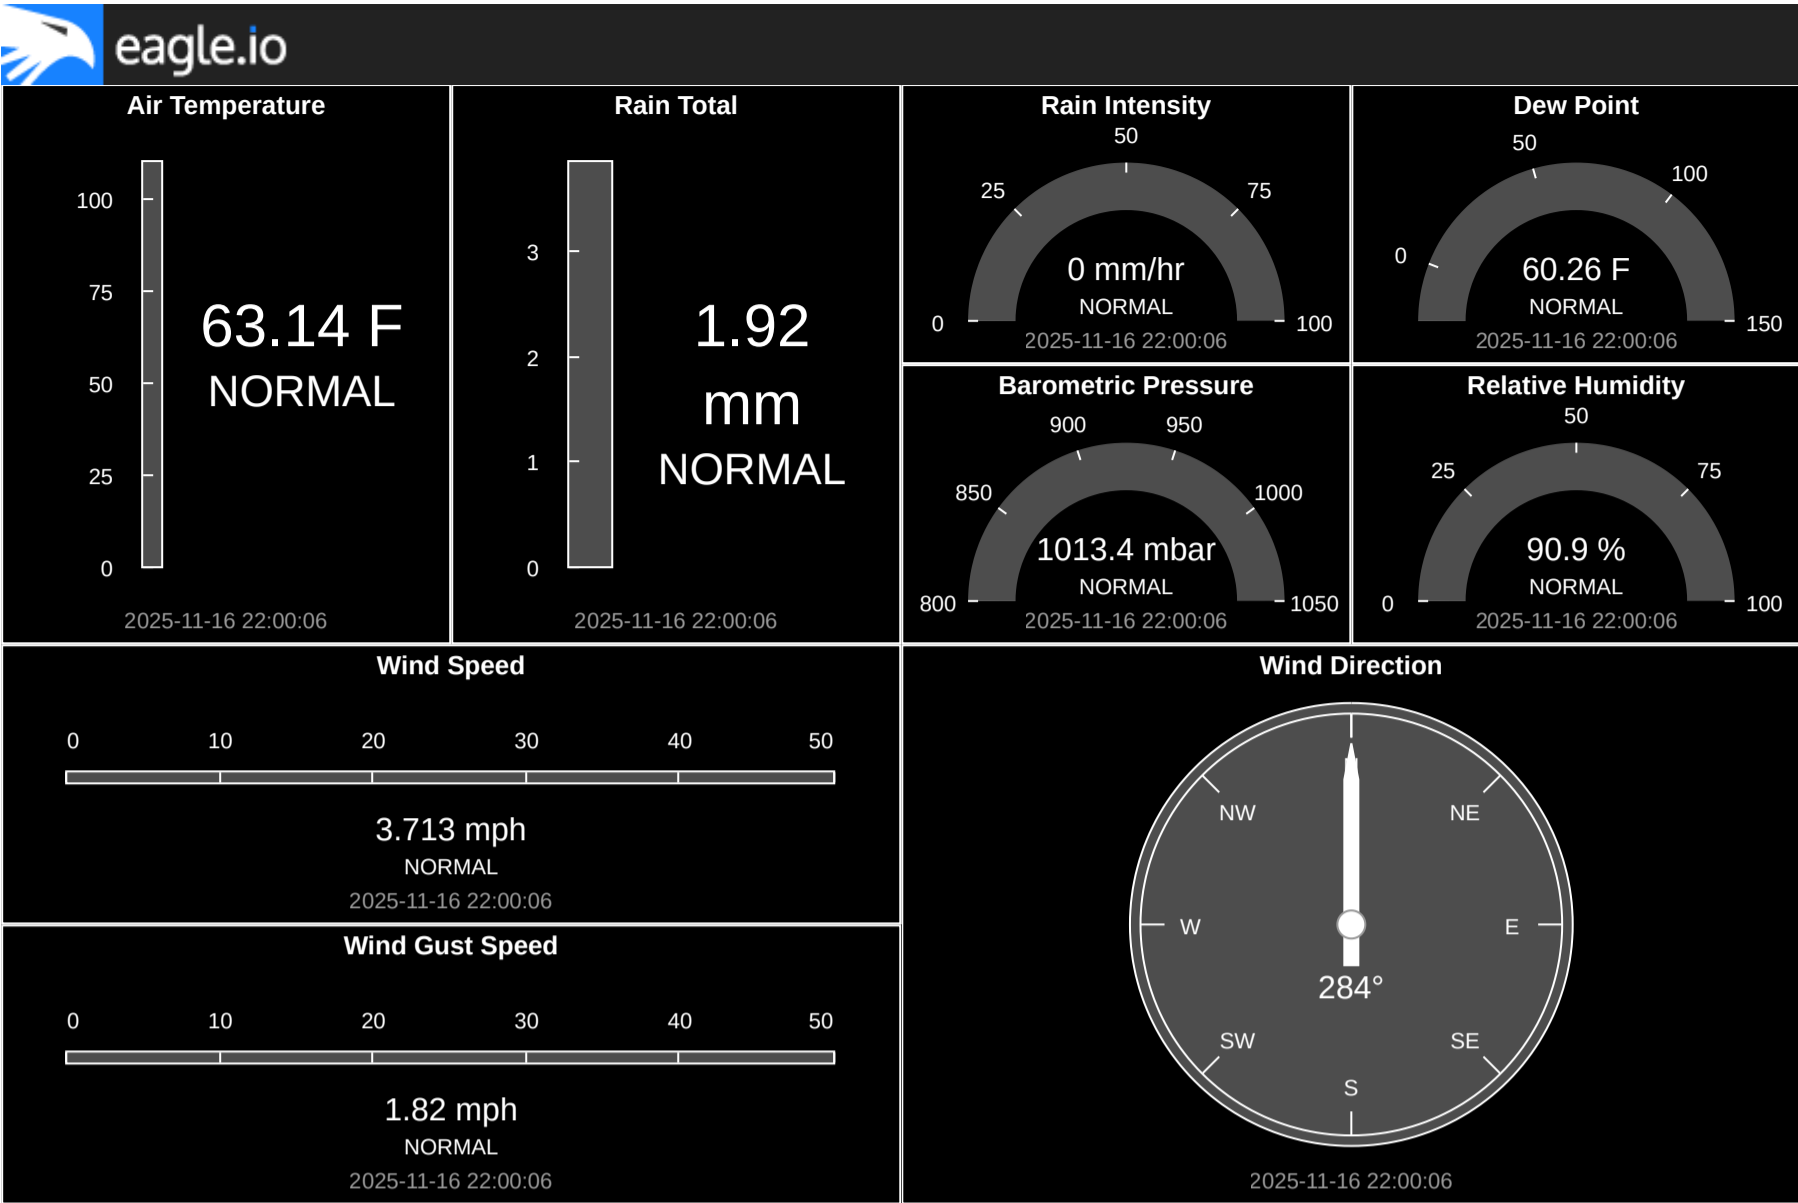 eagle.io
Air Temperature
100
75
50
25
0
63.14 F
NORMAL
2025-11-16 22:00:06
Rain Total
3
2
1
0
1.92
mm
NORMAL
2025-11-16 22:00:06
Rain Intensity
0
25
50
75
100
0 mm/hr
NORMAL
2025-11-16 22:00:06
Dew Point
0
50
100
150
60.26 F
NORMAL
2025-11-16 22:00:06
Barometric Pressure
800
850
900
950
1000
1050
1013.4 mbar
NORMAL
2025-11-16 22:00:06
Relative Humidity
0
25
50
75
100
90.9 %
NORMAL
2025-11-16 22:00:06
Wind Speed
0 10 20 30 40 50
3.713 mph
NORMAL
2025-11-16 22:00:06
Wind Gust Speed
0 10 20 30 40 50
1.82 mph
NORMAL
2025-11-16 22:00:06
Wind Direction
NW NE
W E
284°
SW SE
S
2025-11-16 22:00:06